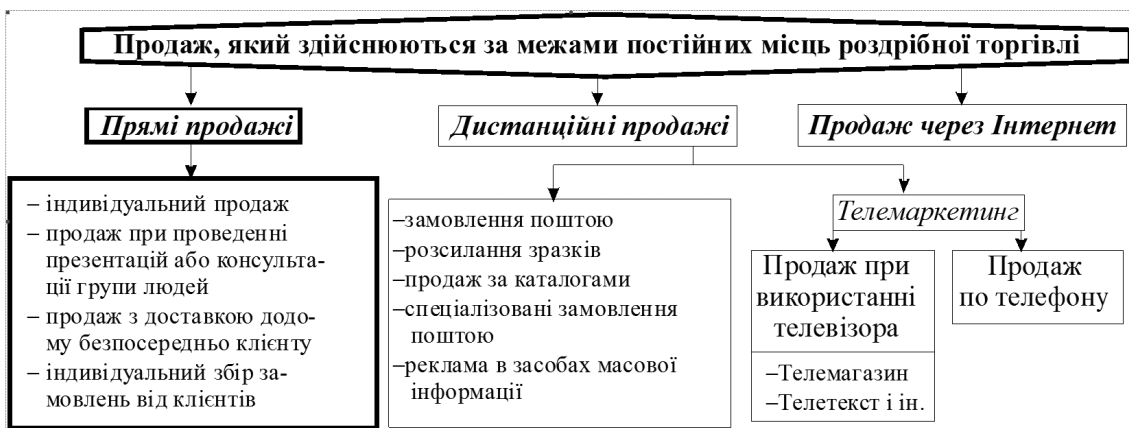 Продаж, який здійснюються за межами постійних місць роздрібної торгівлі
Прямі продажі
Дистанційні продажі
Продаж через Інтернет
– індивідуальний продаж
– продаж при проведенні
презентацій або консульта-
ції групи людей
– продаж з доставкою додо-
му безпосередньо клієнту
– індивідуальний збір за-
мовлень від клієнтів
–замовлення поштою
–розсилання зразків
–продаж за каталогами
–спеціалізовані замовлення
поштою
–реклама в засобах масової
інформації
Телемаркетинг
Продаж при
використанні
телевізора
–Телемагазин
–Телетекст і ін.
Продаж
по телефону